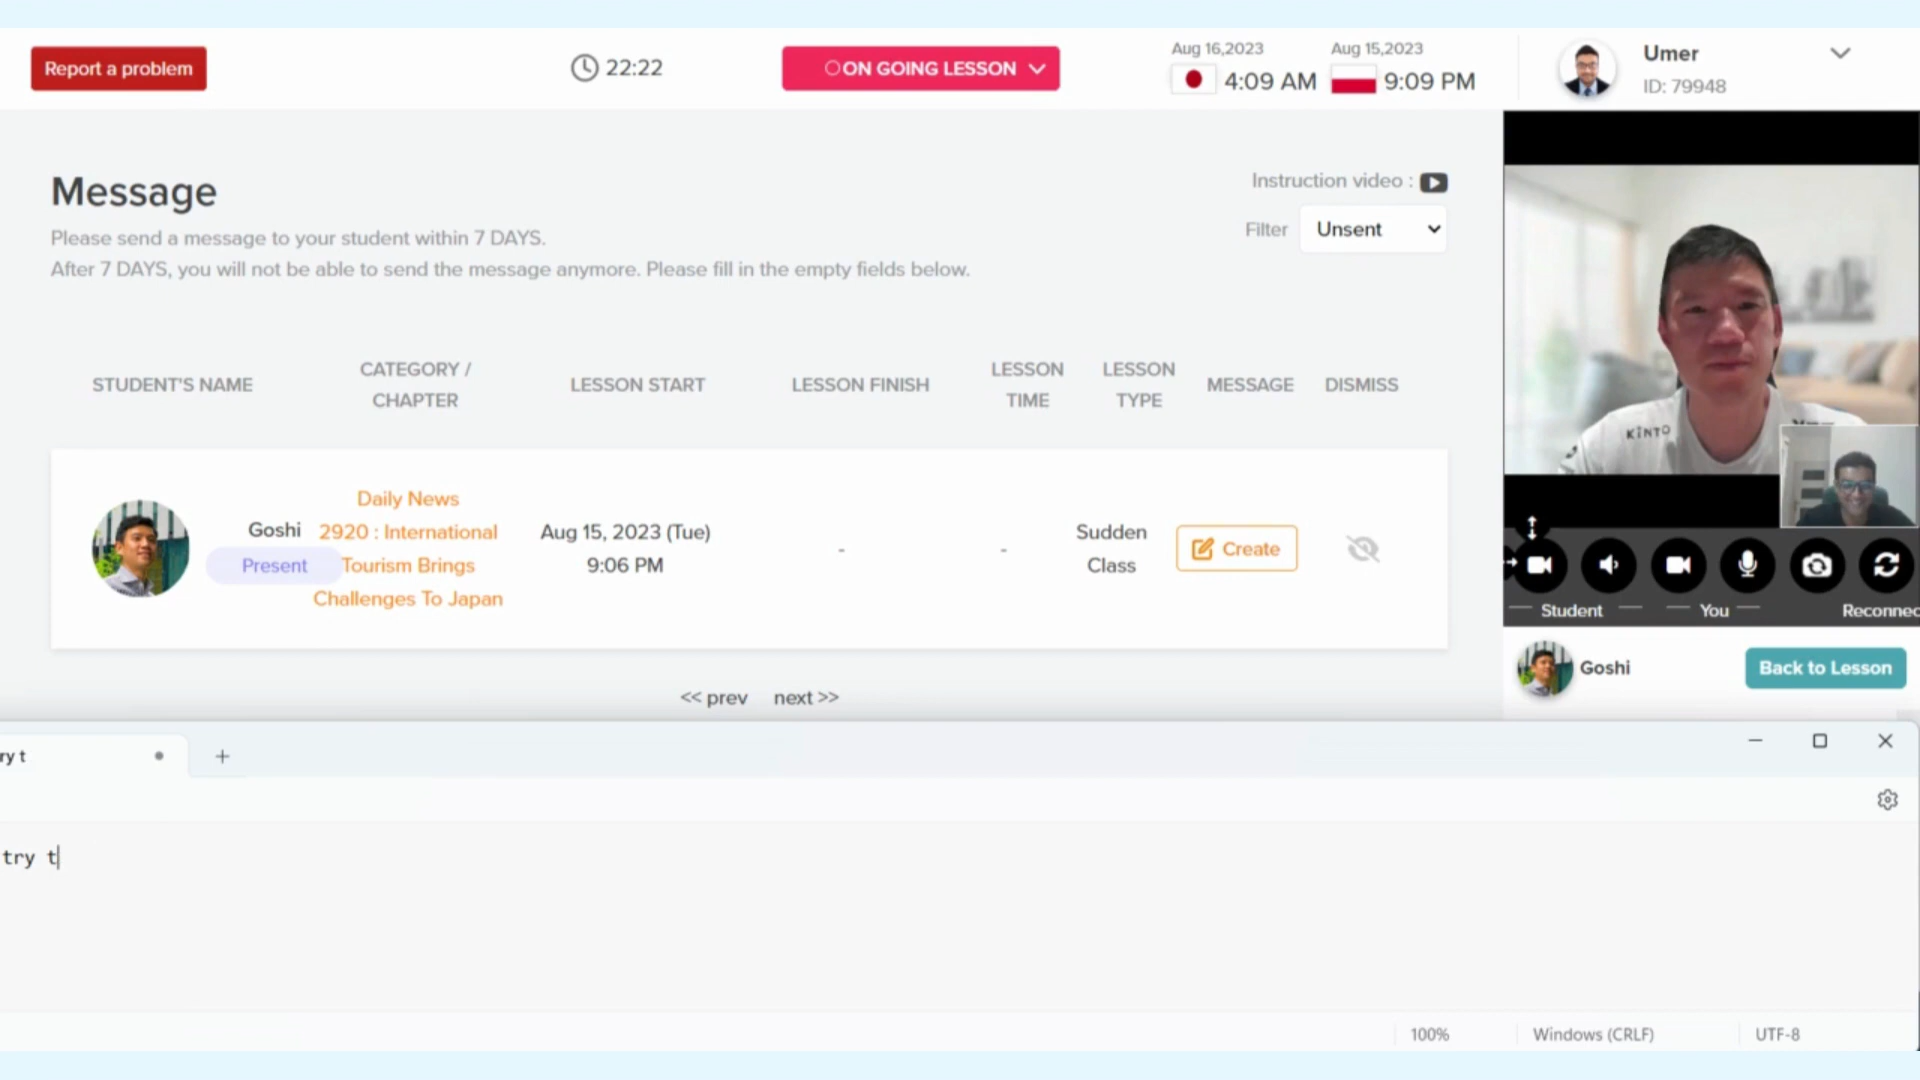 Report a problem
22:22
ON GOING LESSON
Aug 16,2023
4:09 AM
Aug 15,2023
9:09 PM
Umer
ID: 79948
Message
Please send a message to your student within 7 DAYS.
After 7 DAYS, you will not be able to send the message anymore. Please fill in the empty fields below.
Instruction video :
Filter
Unsent
STUDENT'S NAME
CATEGORY /
CHAPTER
LESSON START
LESSON FINISH
LESSON
TIME
LESSON
TYPE
MESSAGE
DISMISS
Goshi
Present
Daily News
2920 : International
Tourism Brings
Challenges To Japan
Aug 15, 2023 (Tue)
9:06 PM
-
-
Sudden
Class
Create
<< prev
next >>
KINTO
Student
You
Reconnec
Goshi
Back to Lesson
ry t
try t
100%
Windows (CRLF)
UTF-8